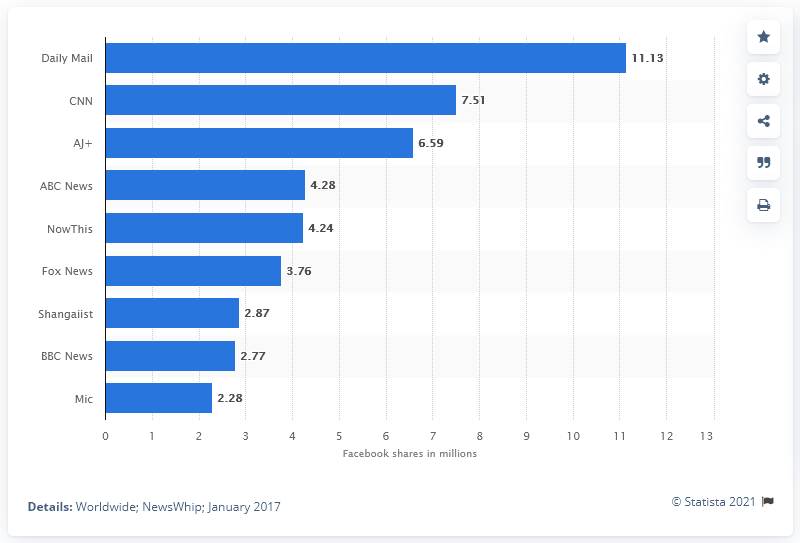 Daily Mail 11.13
CNN 7.51
AJ+ 6.59
ABC News 4.28
NowThis 4.24
Fox News 3.76
Shangaiist 2.87
BBC News 2.77
Mic 2.28
0 1 2 3 4 5 6 7 8 9 10 11 12 13
Facebook shares in millions
Details: Worldwide; NewsWhip; January 2017
© Statista 2021